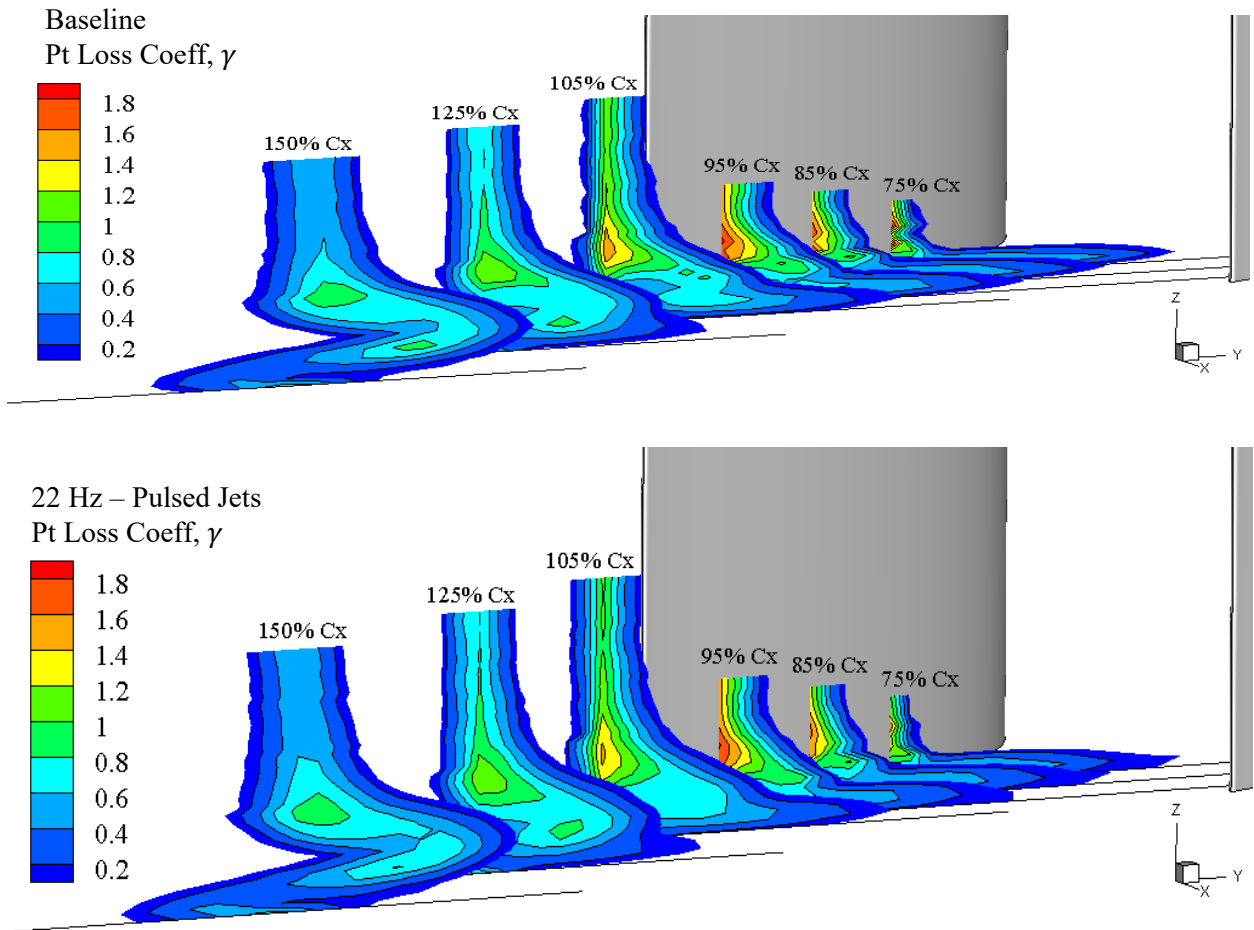 Baseline
Pt Loss Coeff, γ
1.8
1.6
1.4
1.2
1
0.8
0.6
0.4
0.2
150% Cx
125% Cx
105% Cx
95% Cx
85% Cx
75% Cx
Z
Y
X
22 Hz – Pulsed Jets
Pt Loss Coeff, γ
1.8
1.6
1.4
1.2
1
0.8
0.6
0.4
0.2
150% Cx
125% Cx
105% Cx
95% Cx
85% Cx
75% Cx
Z
Y
X